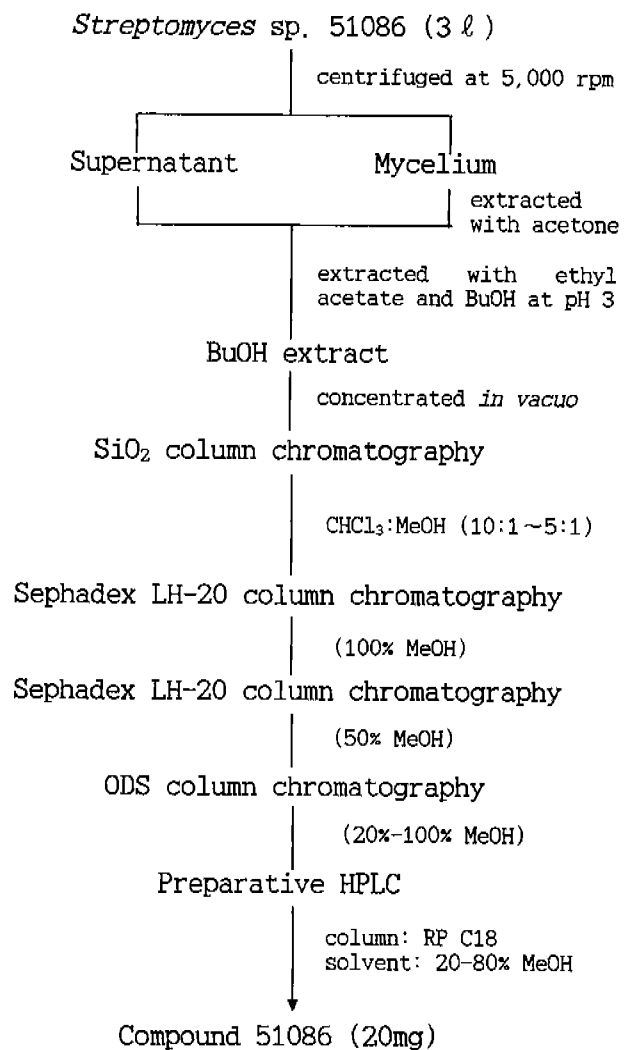 Streptomyces sp. 51086 (3 ℓ)
centrifuged at 5,000 rpm
Supernatant Mycelium
extracted
with acetone
extracted with ethyl
acetate and BuOH at pH 3
BuOH extract
concentrated in vacuo
SiO₂ column chromatography
CHCl₃:MeOH (10:1~5:1)
Sephadex LH-20 column chromatography
(100% MeOH)
Sephadex LH-20 column chromatography
(50% MeOH)
ODS column chromatography
(20%-100% MeOH)
Preparative HPLC
column: RP C18
solvent: 20-80% MeOH
Compound 51086 (20mg)